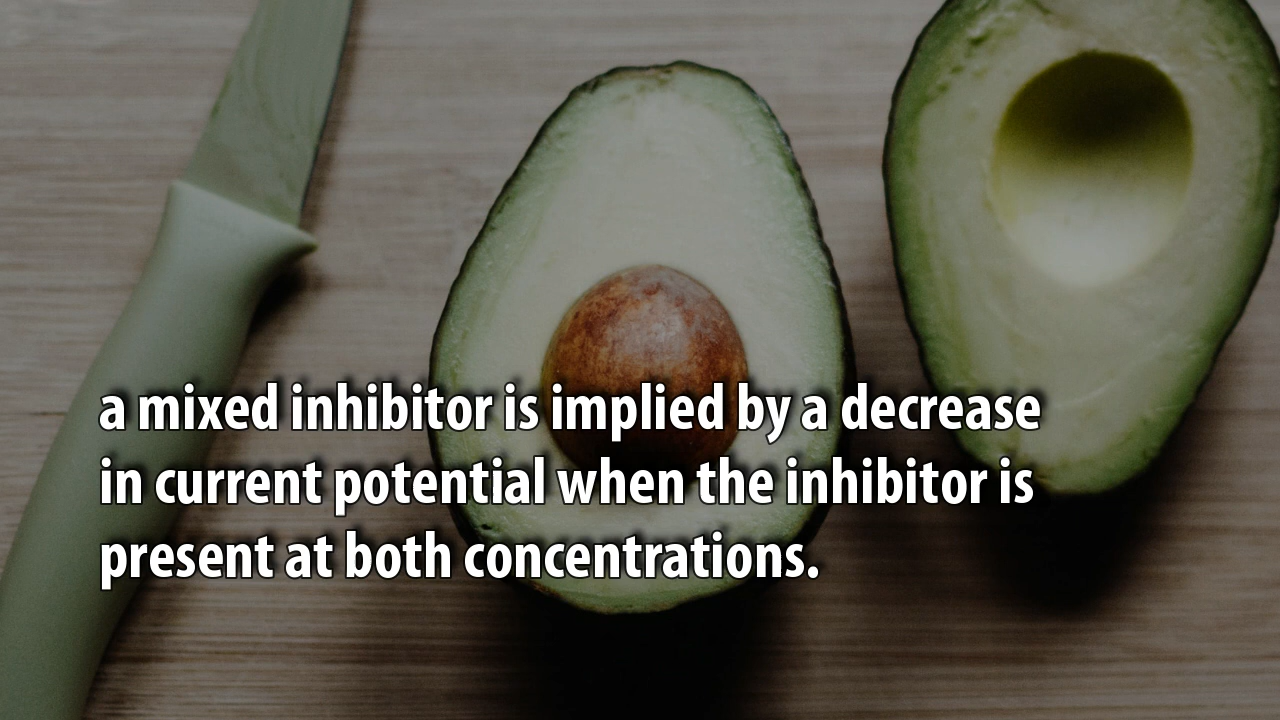 a mixed inhibitor is implied by a decrease
in current potential when the inhibitor is
present at both concentrations.